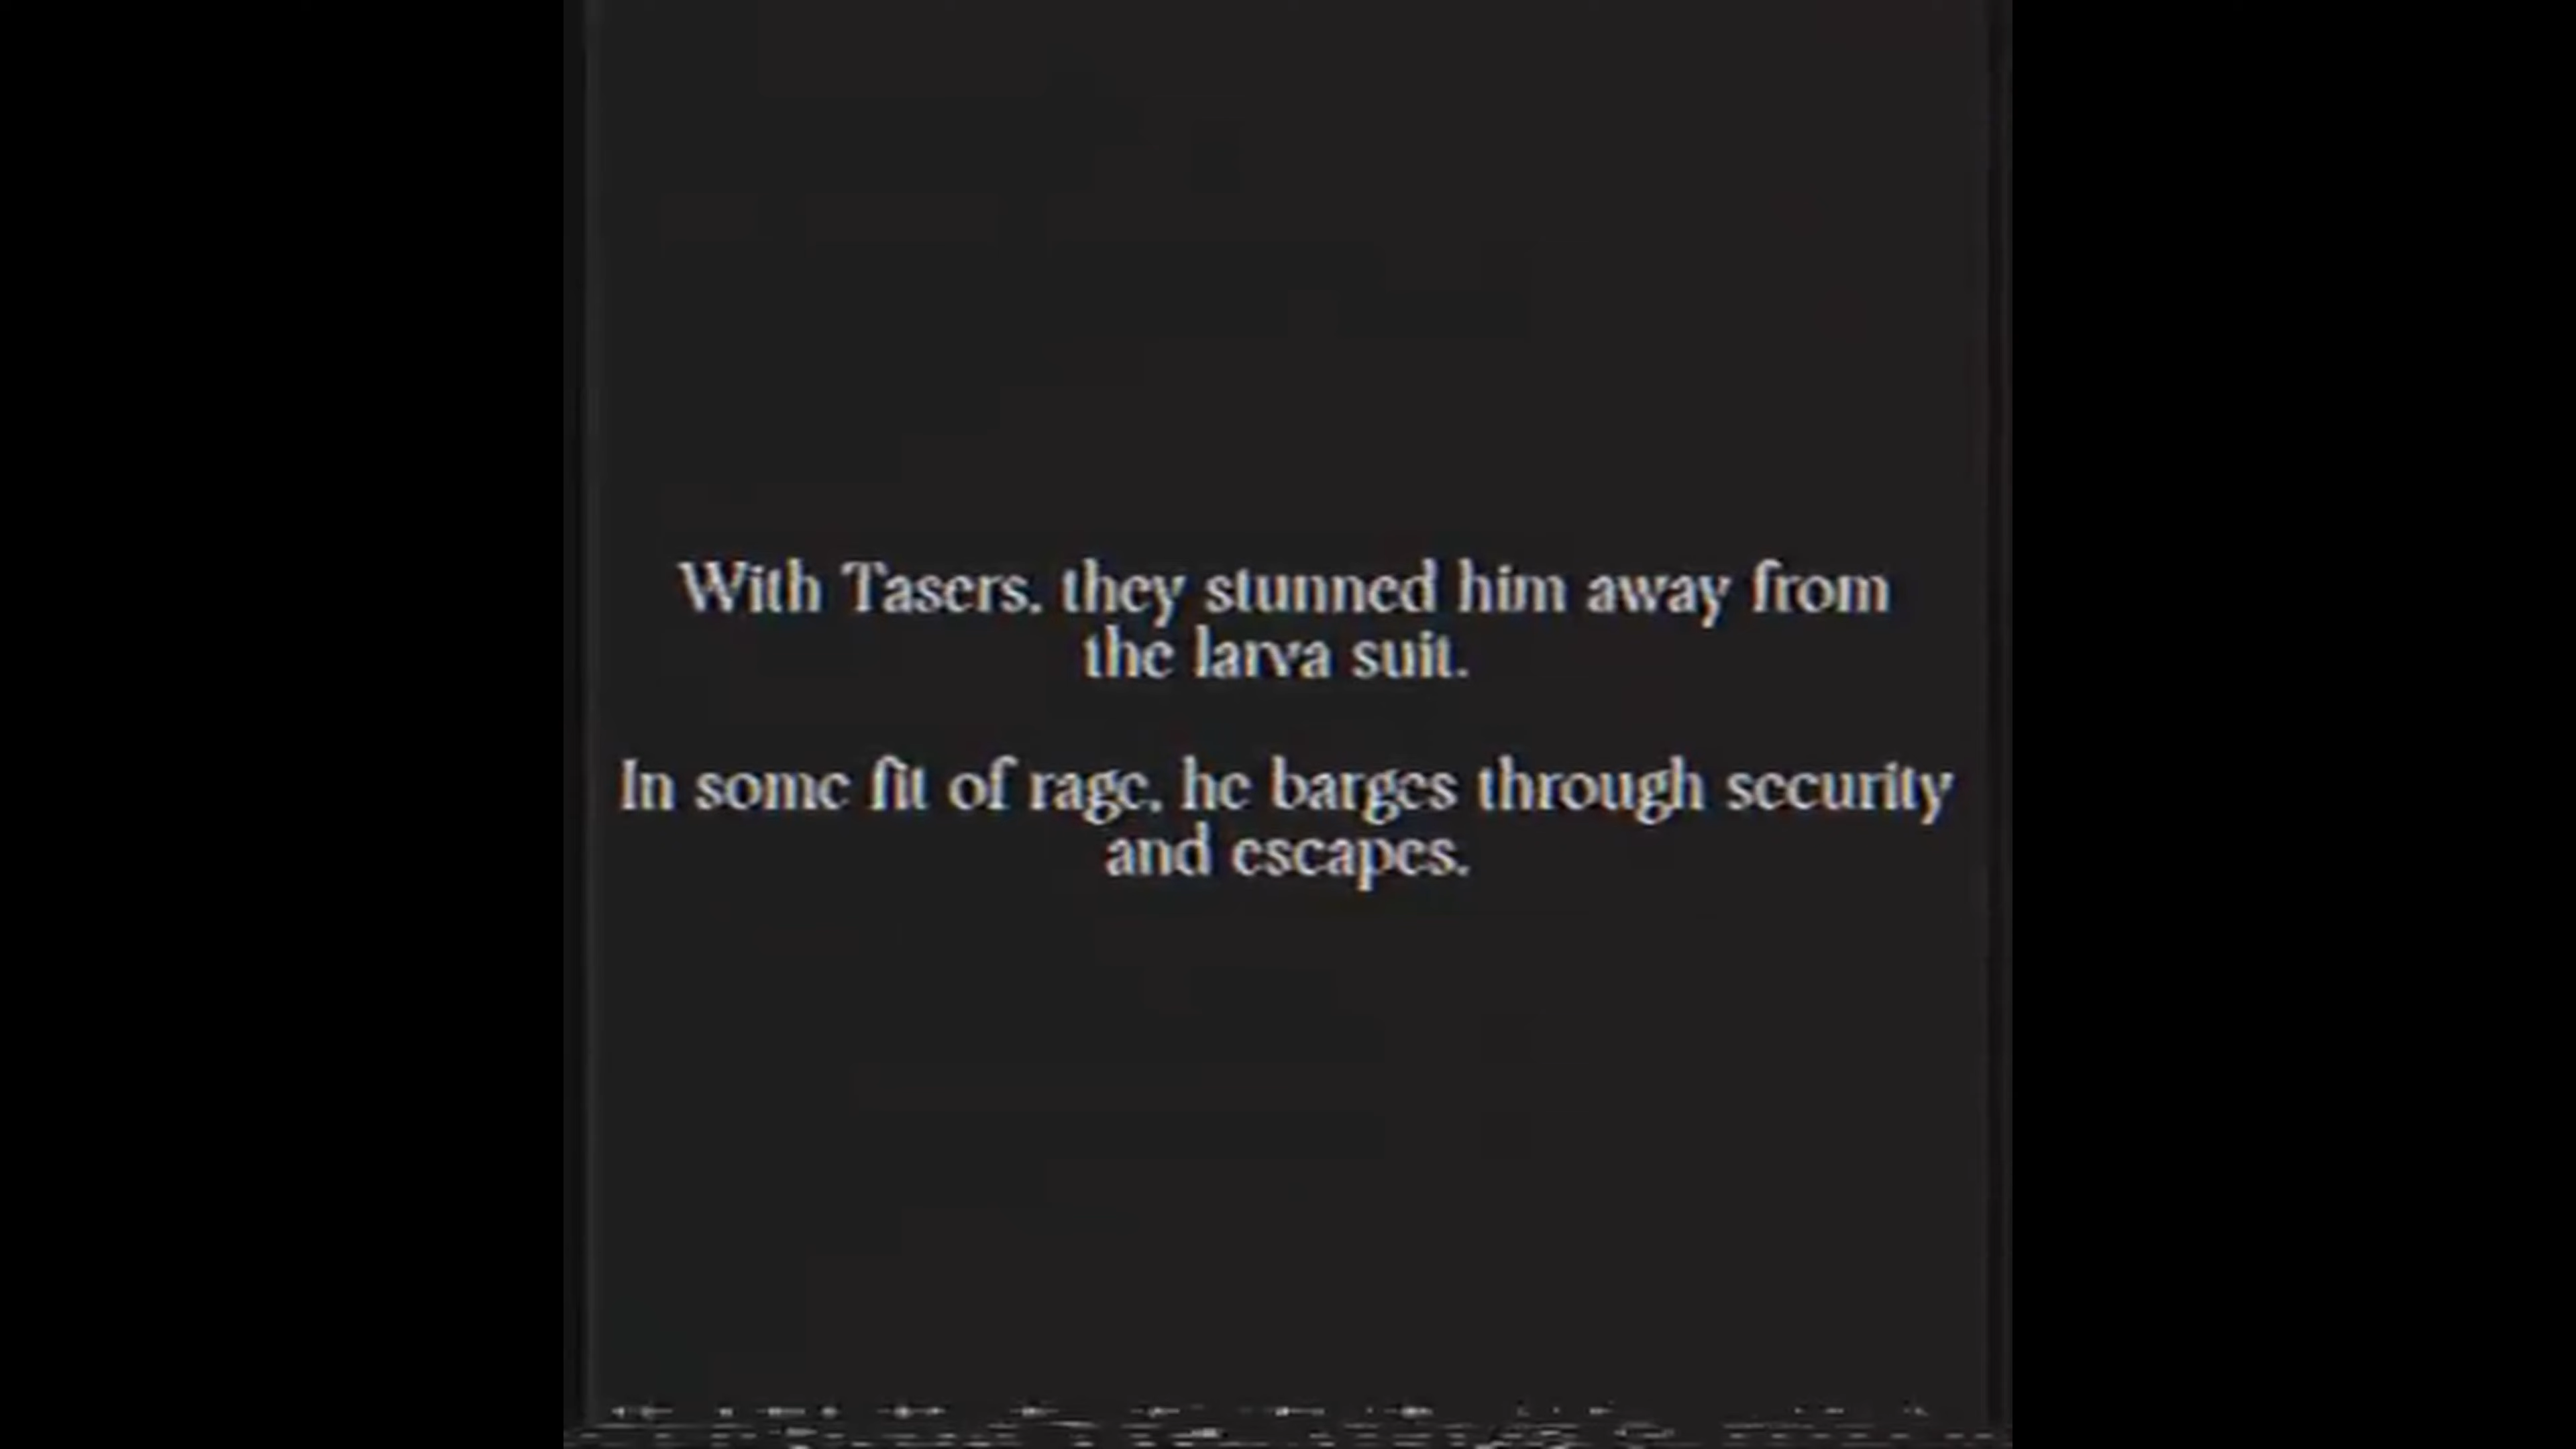 With Tasers, they stunned him away from
the larva suit.
In some fit of rage, he barges through security
and escapes.